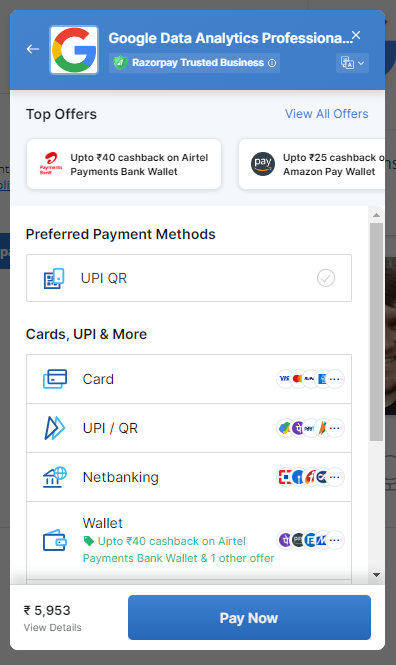 Google Data Analytics Professiona...
Razorpay Trusted Business
Top Offers
View All Offers
Upto ₹40 cashback on Airtel
Payments Bank Wallet
Upto ₹25 cashback o
Amazon Pay Wallet
Preferred Payment Methods
UPI QR
Cards, UPI & More
Card
UPI / QR
Netbanking
Wallet
Upto ₹40 cashback on Airtel
Payments Bank Wallet & 1 other offer
₹ 5,953
View Details
Pay Now